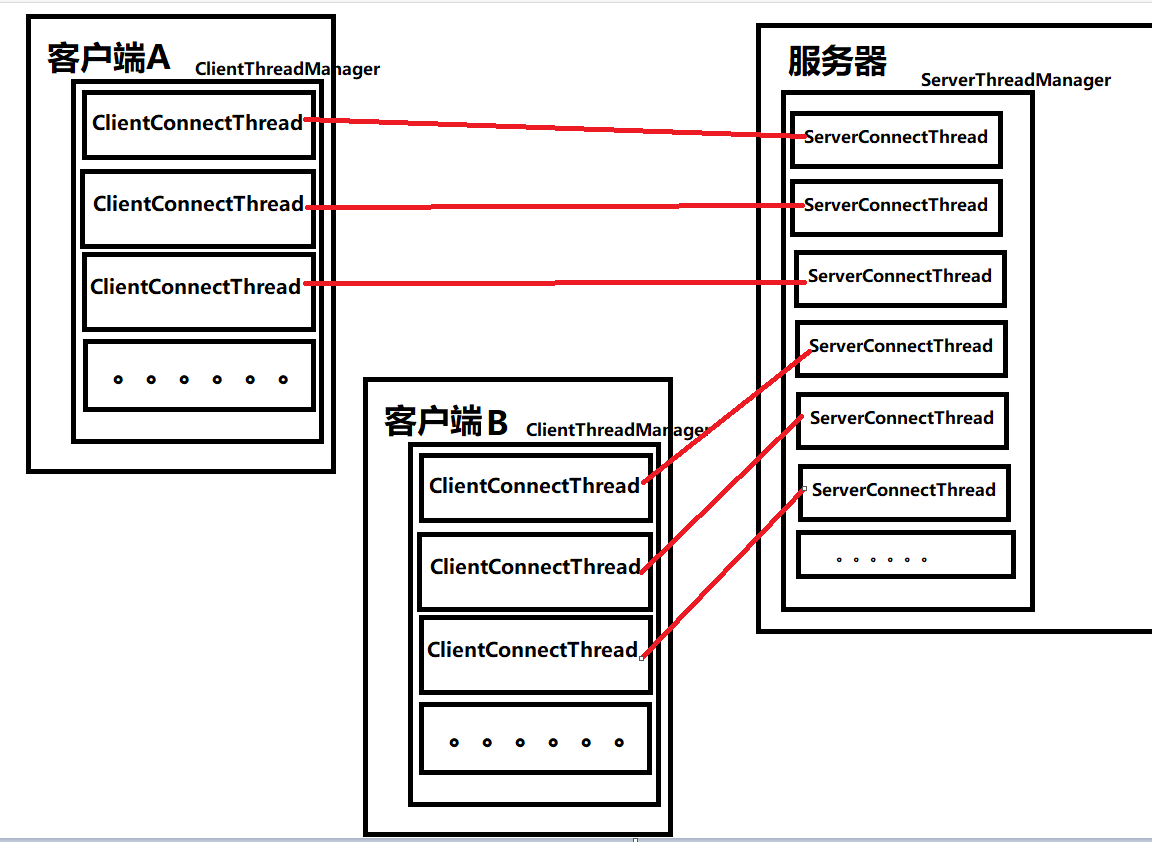 客户端A
ClientThreadManager
ClientConnectThread
ClientConnectThread
ClientConnectThread
。。。。。。
客户端B
ClientThreadManager
ClientConnectThread
ClientConnectThread
ClientConnectThread
。。。。。。
服务器
ServerThreadManager
ServerConnectThread
ServerConnectThread
ServerConnectThread
ServerConnectThread
ServerConnectThread
ServerConnectThread
。。。。。。